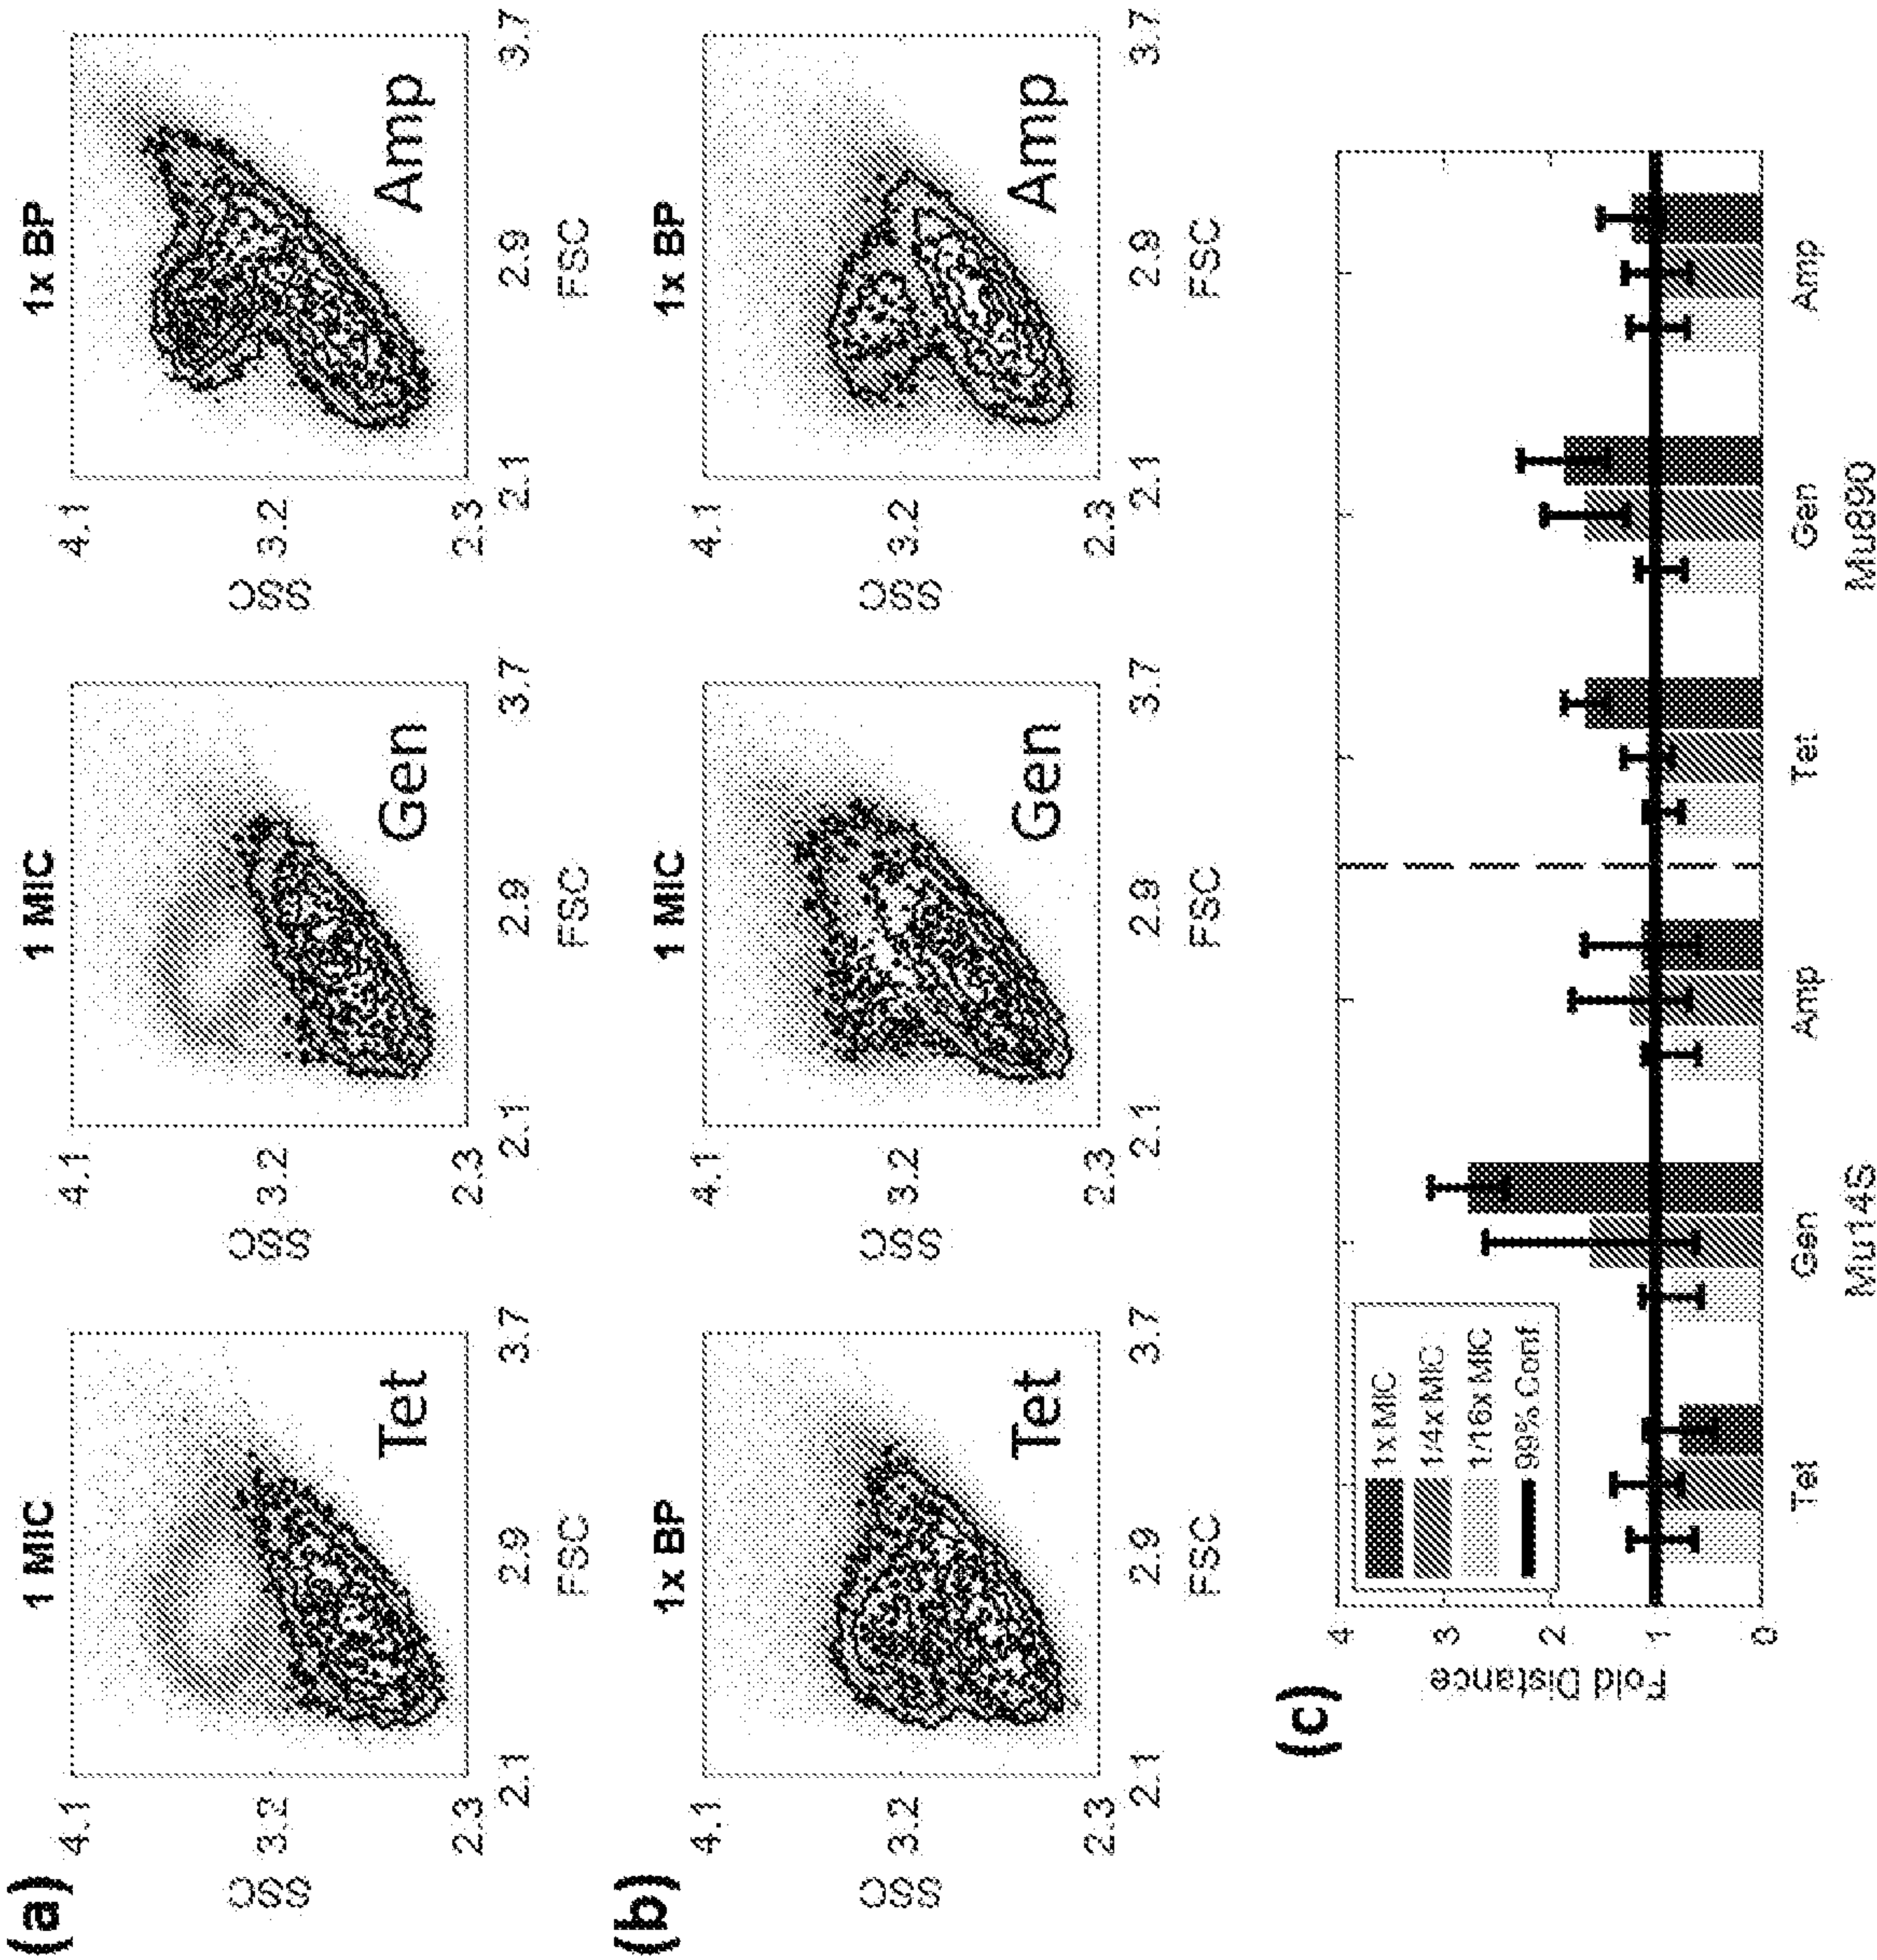 (a)
1 MIC
SSC
4.1
3.2
2.3
Tet
2.1
2.9
3.7
FSC
1 MIC
SSC
4.1
3.2
2.3
Gen
2.1
2.9
3.7
FSC
1x BP
SSC
4.1
3.2
2.3
Amp
2.1
2.9
3.7
FSC
(b)
1x BP
SSC
4.1
3.2
2.3
Tet
2.1
2.9
3.7
FSC
1 MIC
SSC
4.1
3.2
2.3
Gen
2.1
2.9
3.7
FSC
1x BP
SSC
4.1
3.2
2.3
Amp
2.1
2.9
3.7
FSC
(c)
Fold Distance
4
3
2
1
0
1x MIC
1/4x MIC
1/16x MIC
99% Conf.
Tet
Gen
Amp
Tet
Gen
Amp
Mu14S
Mu890